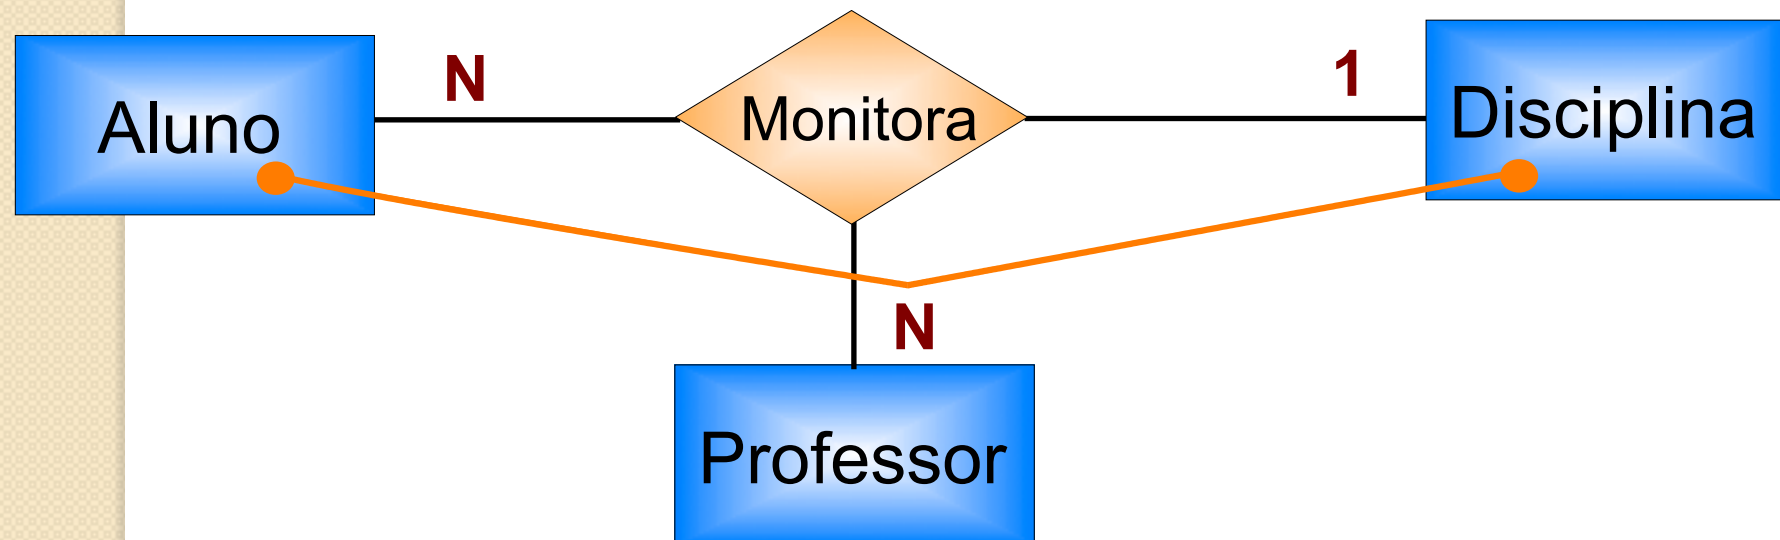 Aluno
N
Monitora
1
Disciplina
N
Professor